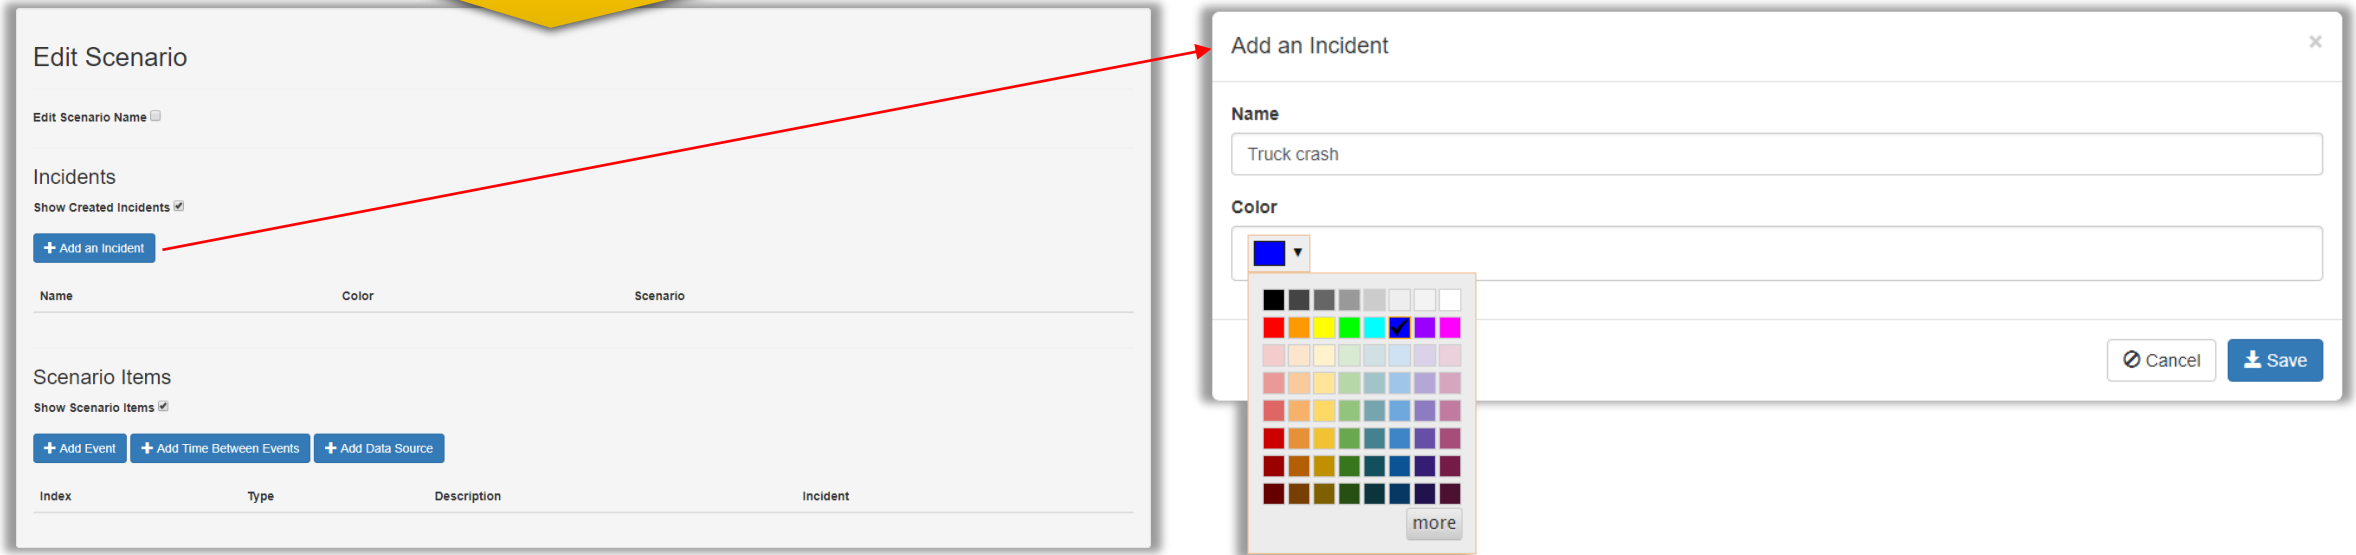 Edit Scenario
Edit Scenario Name
Incidents
Show Created Incidents
Add an Incident
Name Color Scenario
Scenario Items
Show Scenario Items
Add Event Add Time Between Events Add Data Source
Index Type Description Incident
Add an Incident ×
Name
Truck crash
Color
more
Cancel Save